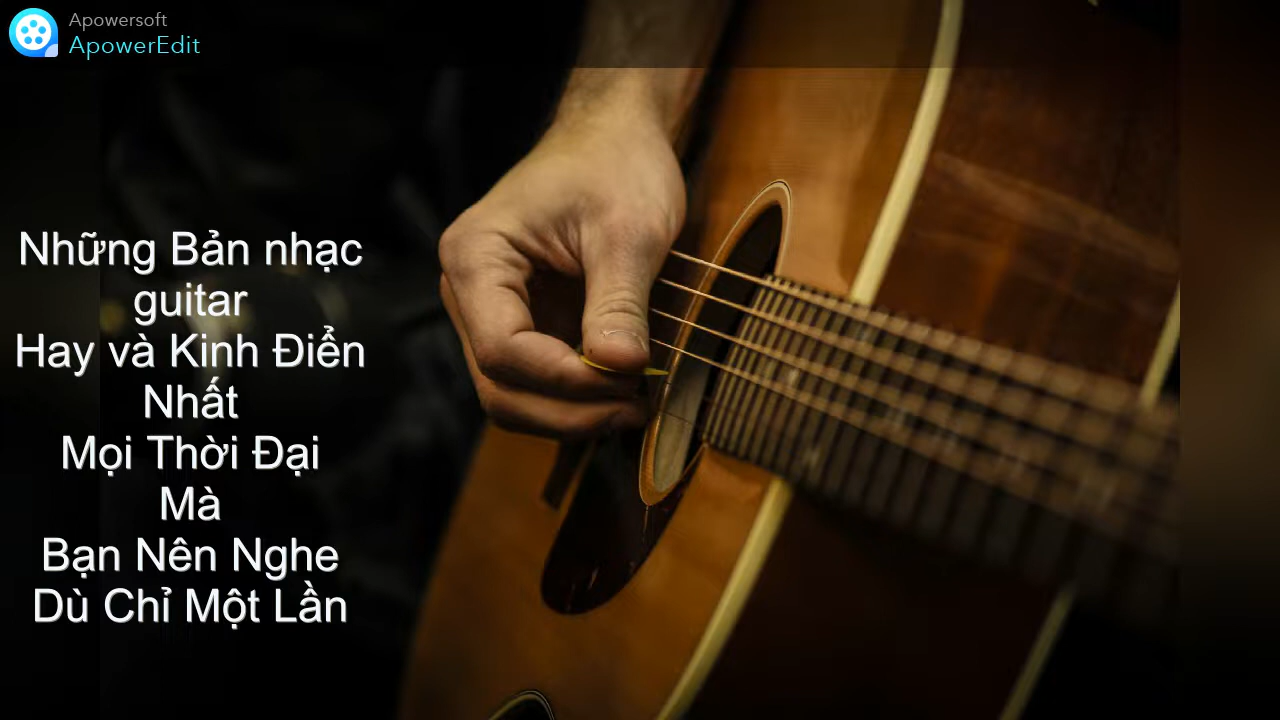 Apowersoft
ApowerEdit
Những Bản nhạc
guitar
Hay và Kinh Điển
Nhất
Mọi Thời Đại
Mà
Bạn Nên Nghe
Dù Chỉ Một Lần